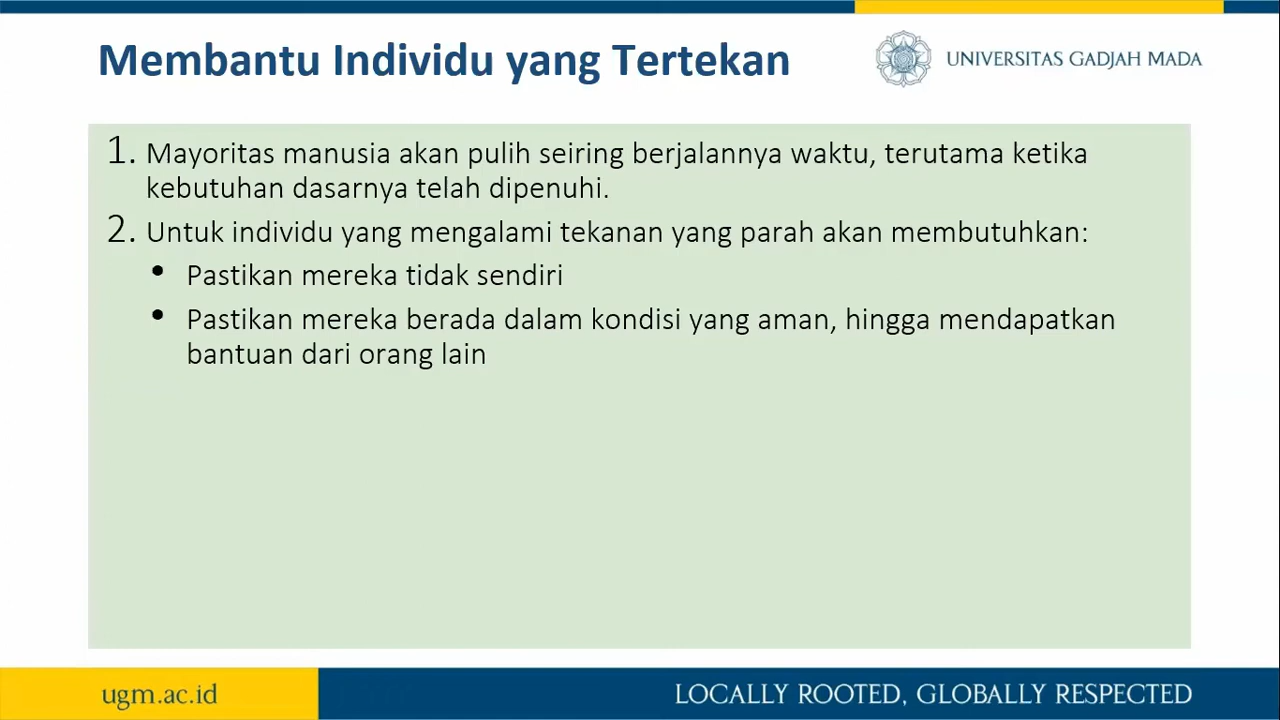 Membantu Individu yang Tertekan
UNIVERSITAS GADJAH MADA
1. Mayoritas manusia akan pulih seiring berjalannya waktu, terutama ketika
kebutuhan dasarnya telah dipenuhi.
2. Untuk individu yang mengalami tekanan yang parah akan membutuhkan:
• Pastikan mereka tidak sendiri
• Pastikan mereka berada dalam kondisi yang aman, hingga mendapatkan
bantuan dari orang lain
ugm.ac.id
LOCALLY ROOTED, GLOBALLY RESPECTED